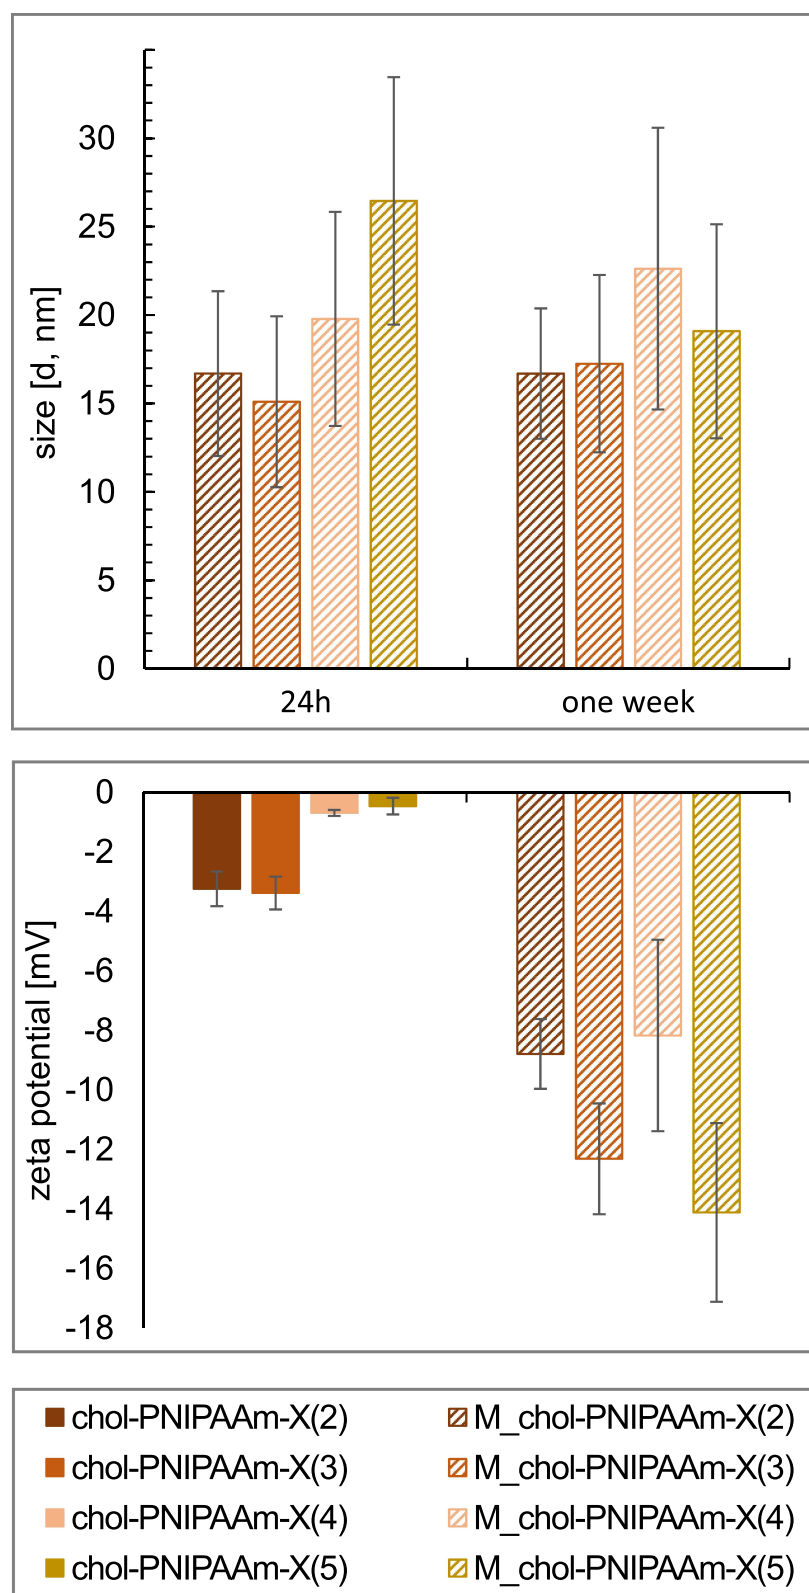 size [d, nm]
30
25
20
15
10
5
0
24h one week
zeta potential [mV]
0
-2
-4
-6
-8
-10
-12
-14
-16
-18
chol-PNIPAAm-X(2) M_chol-PNIPAAm-X(2)
chol-PNIPAAm-X(3) M_chol-PNIPAAm-X(3)
chol-PNIPAAm-X(4) M_chol-PNIPAAm-X(4)
chol-PNIPAAm-X(5) M_chol-PNIPAAm-X(5)